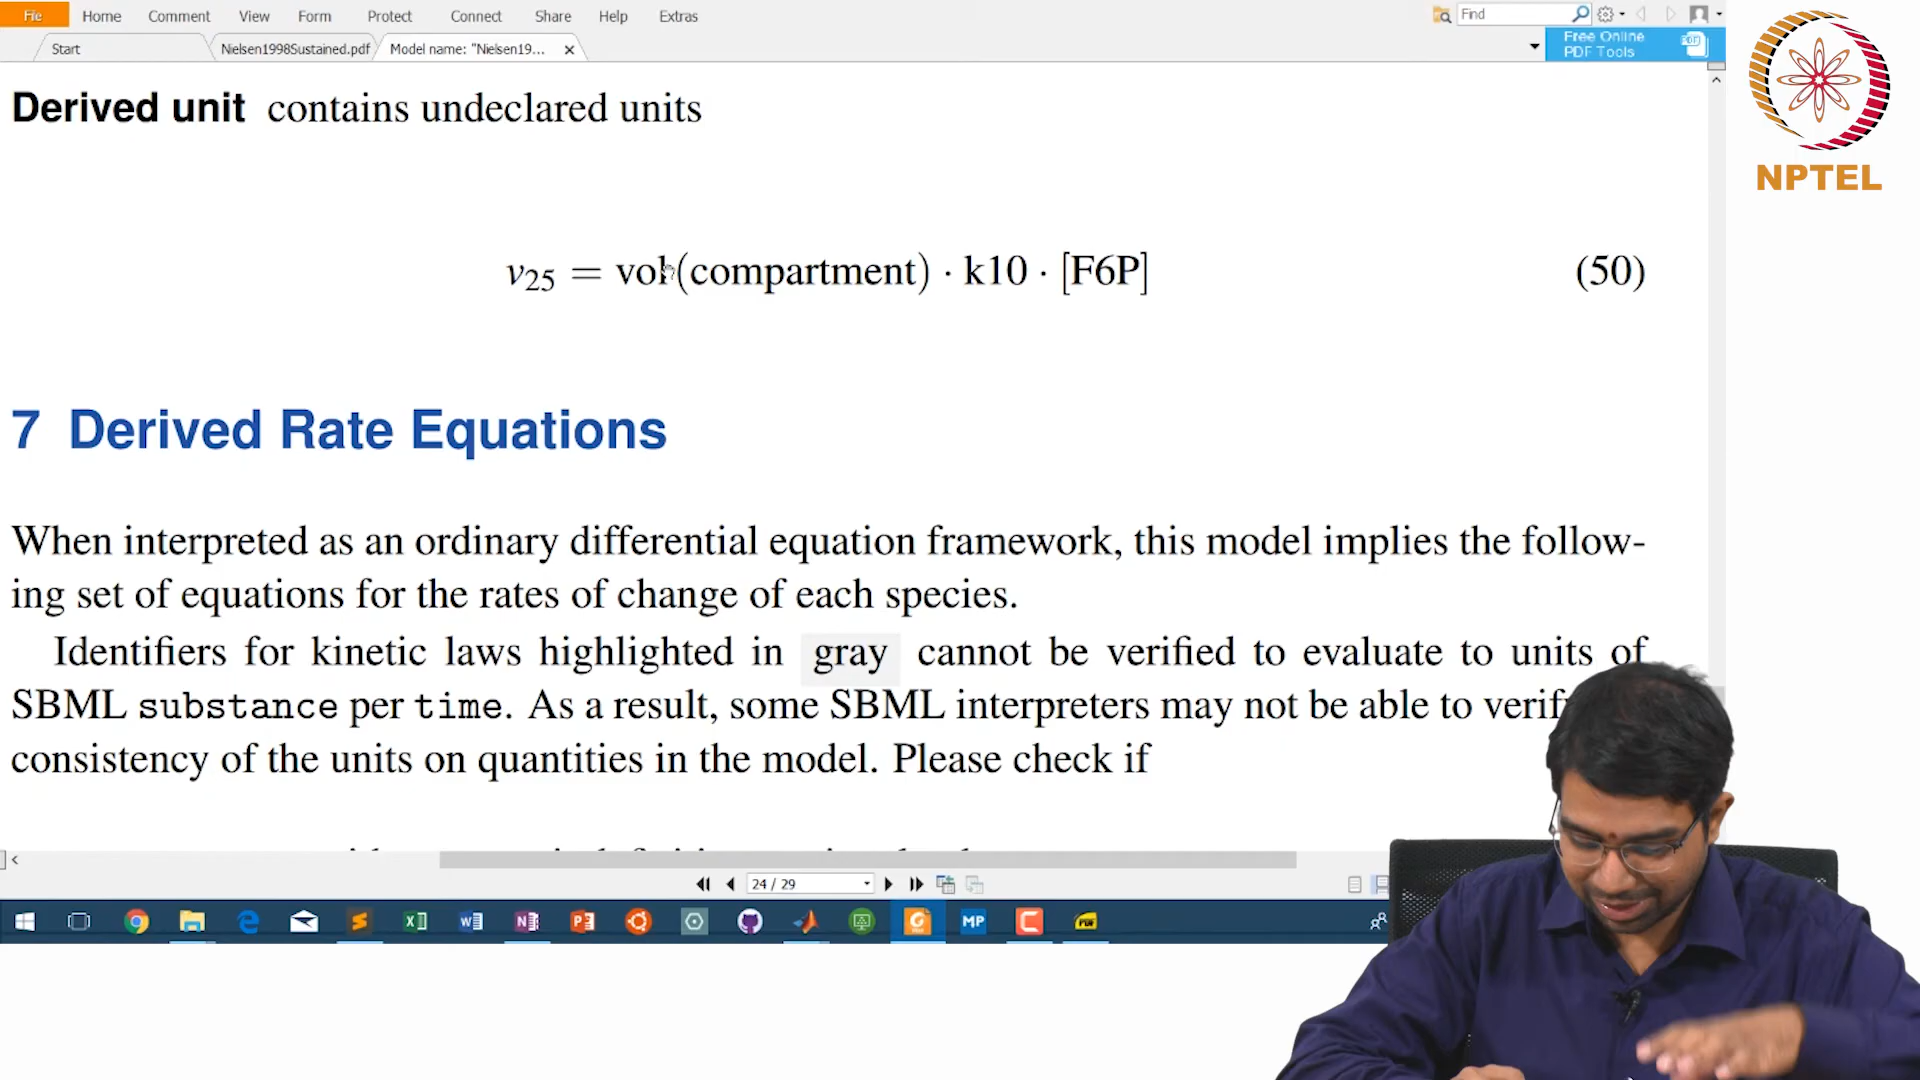 File Home Comment View Form Protect Connect Share Help Extras Find
Start Nielsen1998Sustained.pdf Model name: "Nielsen19...
Free Online
PDF Tools
NPTEL
Derived unit contains undeclared units
v25 = vol(compartment) · k10 · [F6P] (50)
7 Derived Rate Equations
When interpreted as an ordinary differential equation framework, this model implies the follow-
ing set of equations for the rates of change of each species.
Identifiers for kinetic laws highlighted in gray cannot be verified to evaluate to units of
SBML substance per time. As a result, some SBML interpreters may not be able to verify
consistency of the units on quantities in the model. Please check if
24 / 29
MP